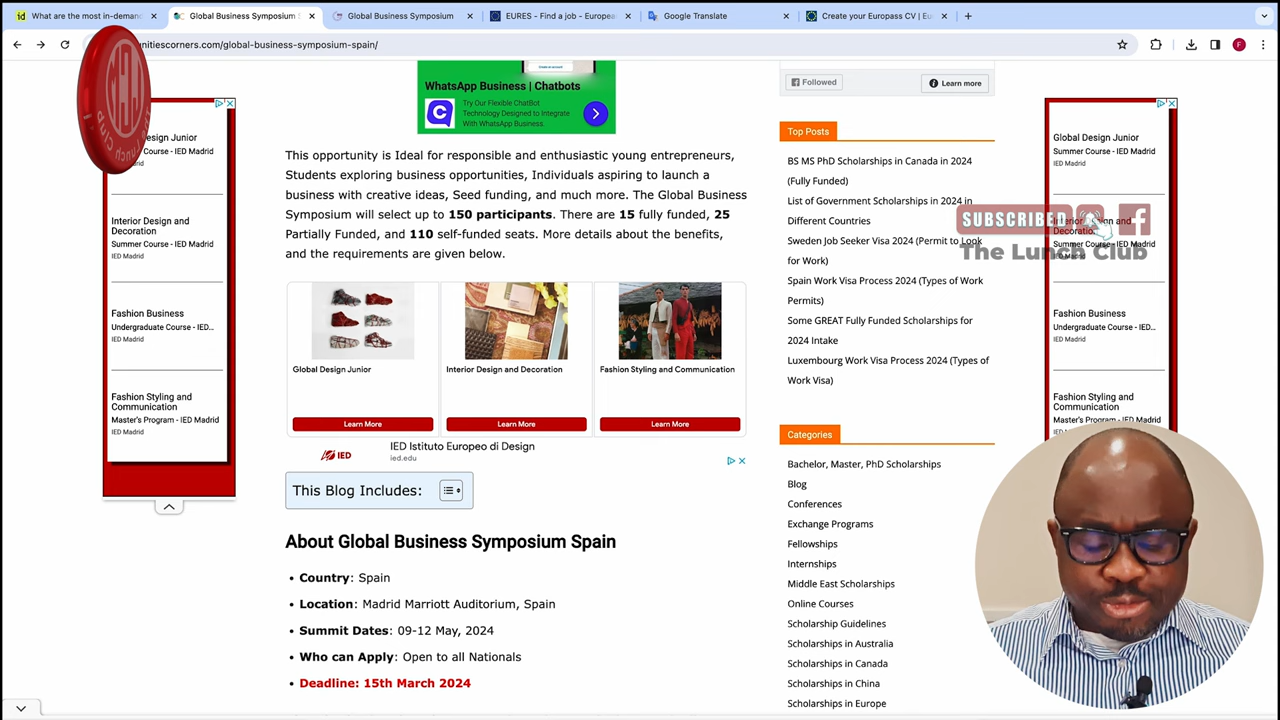 What are the most in-deman
Global Business Symposium S
Global Business Symposium
EURES - Find a job - Europea
Google Translate
Create your Europass CV | Eu
unitiescorners.com/global-business-symposium-spain/
WhatsApp Business | Chatbots
Try Our Flexible ChatBot
Technology Designed to Integrate
With WhatsApp Business.
Followed
Learn more
esign Junior
Course - IED Madrid
IED Madrid
Interior Design and
Decoration
Summer Course - IED Madrid
IED Madrid
Fashion Business
Undergraduate Course - IED...
IED Madrid
Fashion Styling and
Communication
Master's Program - IED Madrid
IED Madrid
This opportunity is Ideal for responsible and enthusiastic young entrepreneurs,
Students exploring business opportunities, Individuals aspiring to launch a
business with creative ideas, Seed funding, and much more. The Global Business
Symposium will select up to 150 participants. There are 15 fully funded, 25
Partially Funded, and 110 self-funded seats. More details about the benefits,
and the requirements are given below.
Global Design Junior
Interior Design and Decoration
Fashion Styling and Communication
Learn More
Learn More
Learn More
IED
IED Istituto Europeo di Design
ied.edu
This Blog Includes:
About Global Business Symposium Spain
• Country: Spain
• Location: Madrid Marriott Auditorium, Spain
• Summit Dates: 09-12 May, 2024
• Who can Apply: Open to all Nationals
• Deadline: 15th March 2024
Top Posts
BS MS PhD Scholarships in Canada in 2024
(Fully Funded)
List of Government Scholarships in 2024 in
Different Countries
Sweden Job Seeker Visa 2024 (Permit to Look
for Work)
Spain Work Visa Process 2024 (Types of Work
Permits)
Some GREAT Fully Funded Scholarships for
2024 Intake
Luxembourg Work Visa Process 2024 (Types of
Work Visa)
Categories
Bachelor, Master, PhD Scholarships
Blog
Conferences
Exchange Programs
Fellowships
Internships
Middle East Scholarships
Online Courses
Scholarship Guidelines
Scholarships in Australia
Scholarships in Canada
Scholarships in China
Scholarships in Europe
Global Design Junior
Summer Course - IED Madrid
IED Madrid
SUBSCRIBED
The Lunch Club
Summer Course - IED Madrid
Fashion Business
Undergraduate Course - IED...
IED Madrid
Fashion Styling and
Communication
Master's Program - IED Madrid